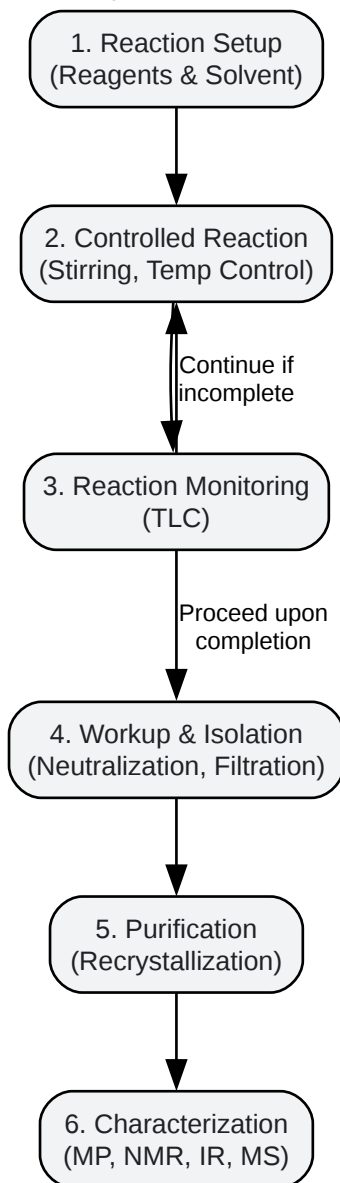 1. Reaction Setup
(Reagents & Solvent)
2. Controlled Reaction
(Stirring, Temp Control)
Continue if
incomplete
3. Reaction Monitoring
(TLC)
Proceed upon
completion
4. Workup & Isolation
(Neutralization, Filtration)
5. Purification
(Recrystallization)
6. Characterization
(MP, NMR, IR, MS)